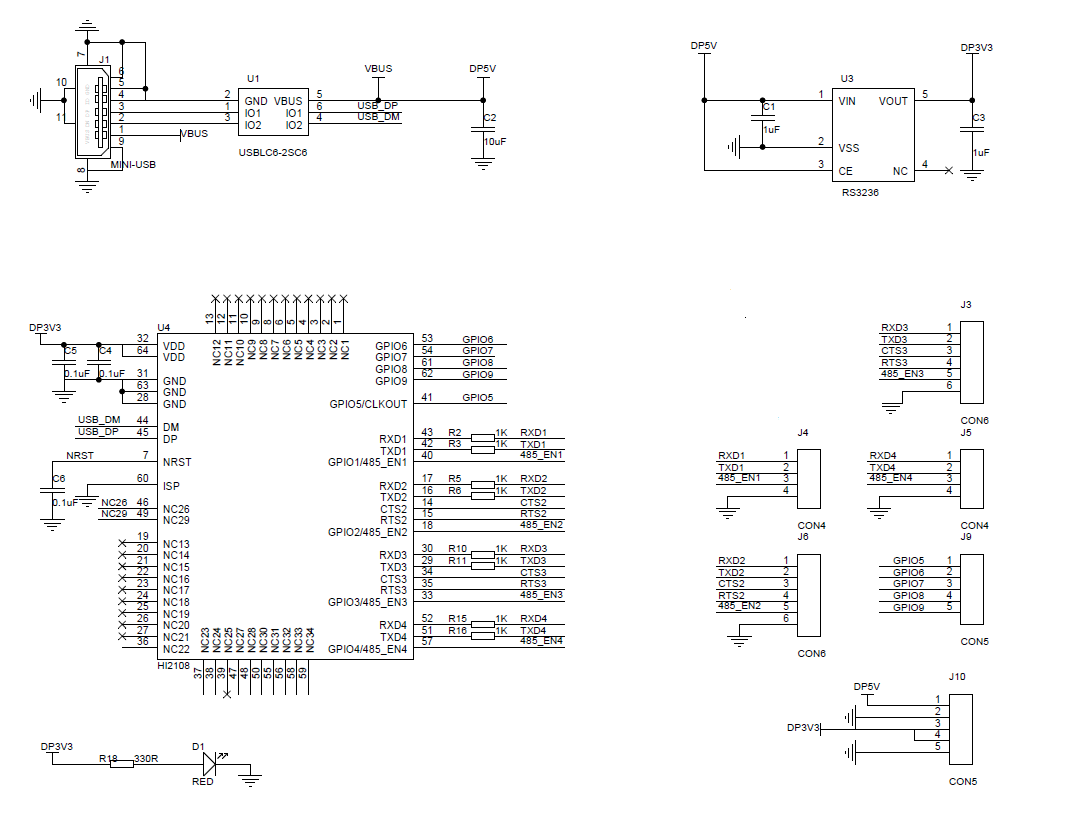 J1
7
6
5
4
3
2
1
9
8
10
11
MINI-USB
VBUS
U1
2 GND VBUS 5
1 IO1 IO1 6 USB_DP
3 IO2 IO2 4 USB_DM
USBLC6-2SC6
VBUS
DP5V
C2
10uF
DP5V
DP3V3
U3
1 VIN VOUT 5
C1
1uF
2 VSS
3 CE NC 4
C3
1uF
RS3236
U4
13 12 11 10 9 8 7 6 5 4 3 2 1
NC12 NC11 NC10 NC9 NC8 NC7 NC6 NC5 NC4 NC3 NC2 NC1
DP3V3
C5 C4
0.1uF 0.1uF
32 VDD
64 VDD
31 GND
63 GND
28 GND
USB_DM 44 DM
USB_DP 45 DP
NRST 7 NRST
C6
0.1uF
60 ISP
NC26 46 NC26
NC29 49 NC29
19 NC13
20 NC14
21 NC15
22 NC16
23 NC17
24 NC18
25 NC19
26 NC20
27 NC21
36 NC22
GPIO6 53 GPIO6
GPIO7 54 GPIO7
GPIO8 61 GPIO8
GPIO9 62 GPIO9
GPIO5/CLKOUT 41 GPIO5
RXD1 43 R2 1K RXD1
TXD1 42 R3 1K TXD1
GPIO1/485_EN1 40 485_EN1
RXD2 17 R5 1K RXD2
TXD2 16 R6 1K TXD2
CTS2 14 CTS2
RTS2 15 RTS2
GPIO2/485_EN2 18 485_EN2
RXD3 30 R10 1K RXD3
TXD3 29 R11 1K TXD3
CTS3 34 CTS3
RTS3 35 RTS3
GPIO3/485_EN3 33 485_EN3
RXD4 52 R15 1K RXD4
TXD4 51 R16 1K TXD4
GPIO4/485_EN4 57 485_EN4
NC23 NC24 NC25 NC27 NC28 NC30 NC31 NC32 NC33 NC34
37 38 39 47 48 50 55 56 58 59
HI2108
J3
RXD3 1
TXD3 2
CTS3 3
RTS3 4
485_EN3 5
6
CON6
J4
RXD1 1
TXD1 2
485_EN1 3
4
CON4
J5
RXD4 1
TXD4 2
485_EN4 3
4
CON4
J6
RXD2 1
TXD2 2
CTS2 3
RTS2 4
485_EN2 5
6
CON6
J9
GPIO5 1
GPIO6 2
GPIO7 3
GPIO8 4
GPIO9 5
CON5
J10
DP5V
1
2
DP3V3 3
4
5
CON5
DP3V3
R18 330R
D1
RED